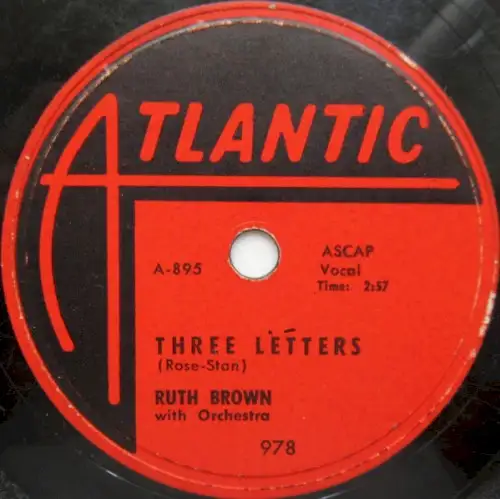 ATLANTIC
A-895
ASCAP
Vocal
Time: 2:57
THREE LETTERS
(Rose-Stan)
RUTH BROWN
with Orchestra
978